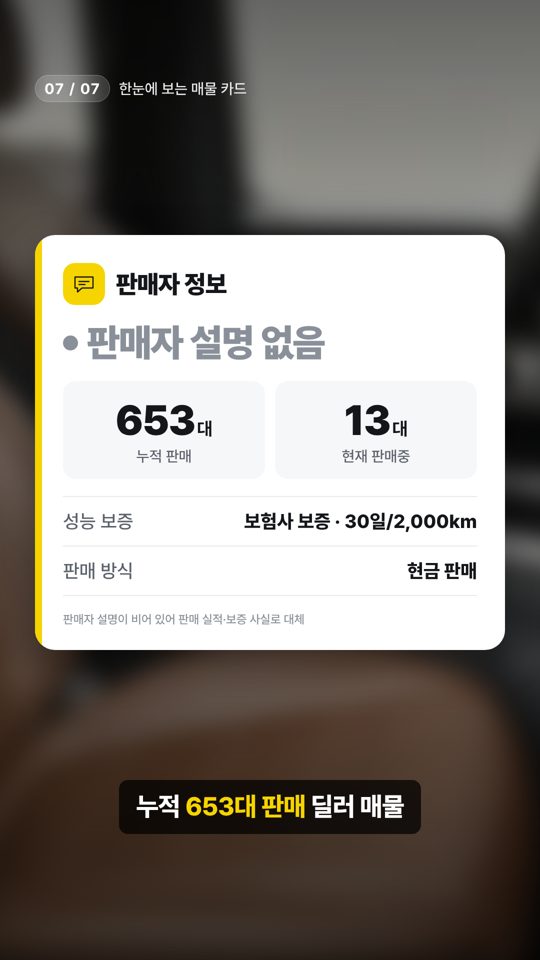 07 / 07 한눈에 보는 매물 카드
판매자 정보
• 판매자 설명 없음
653대 13대
누적 판매 현재 판매중
성능 보증 보험사 보증 · 30일/2,000km
판매 방식 현금 판매
판매자 설명이 비어 있어 판매 실적·보증 사실로 대체
누적 653대 판매 딜러 매물